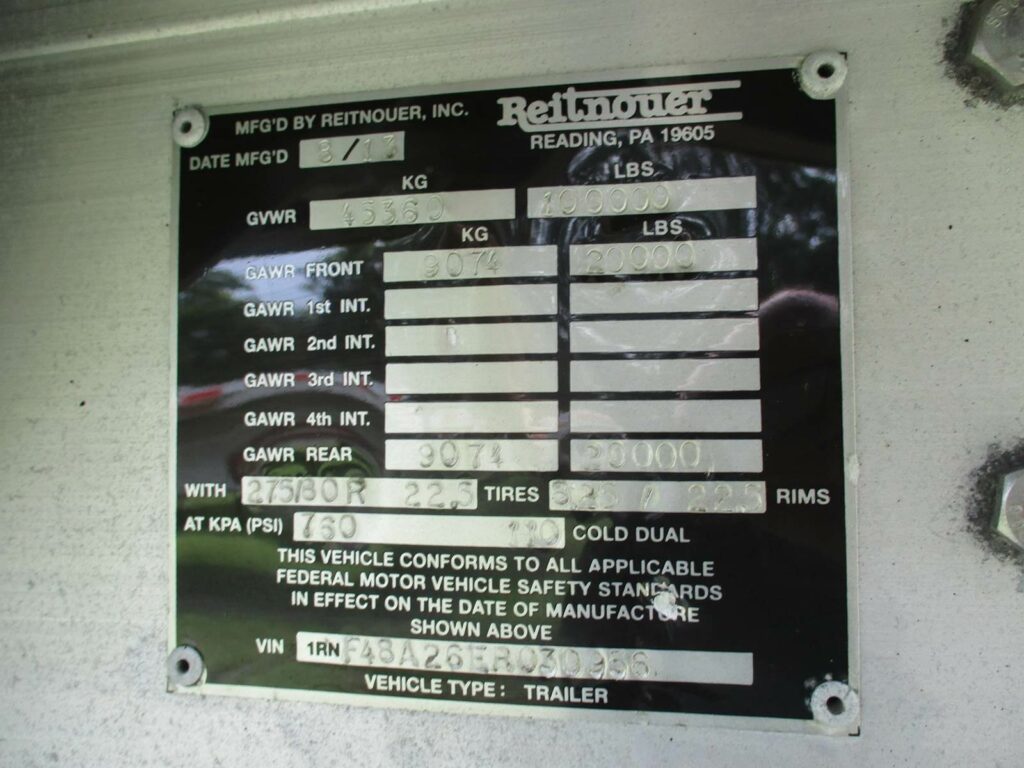 MFG'D BY REITNOUER, INC. Reitnouer
READING, PA 19605
DATE MFG'D 8/13
KG LBS
GVWR 45360 100000
KG LBS
GAWR FRONT 9074 20000
GAWR 1st INT.
GAWR 2nd INT.
GAWR 3rd INT.
GAWR 4th INT.
GAWR REAR 9074 20000
WITH 275/80R 22.5 TIRES / 22.5 RIMS
AT KPA (PSI) 760 110 COLD DUAL
THIS VEHICLE CONFORMS TO ALL APPLICABLE
FEDERAL MOTOR VEHICLE SAFETY STANDARDS
IN EFFECT ON THE DATE OF MANUFACTURE
SHOWN ABOVE
VIN 1RNF48A26ER030956
VEHICLE TYPE: TRAILER